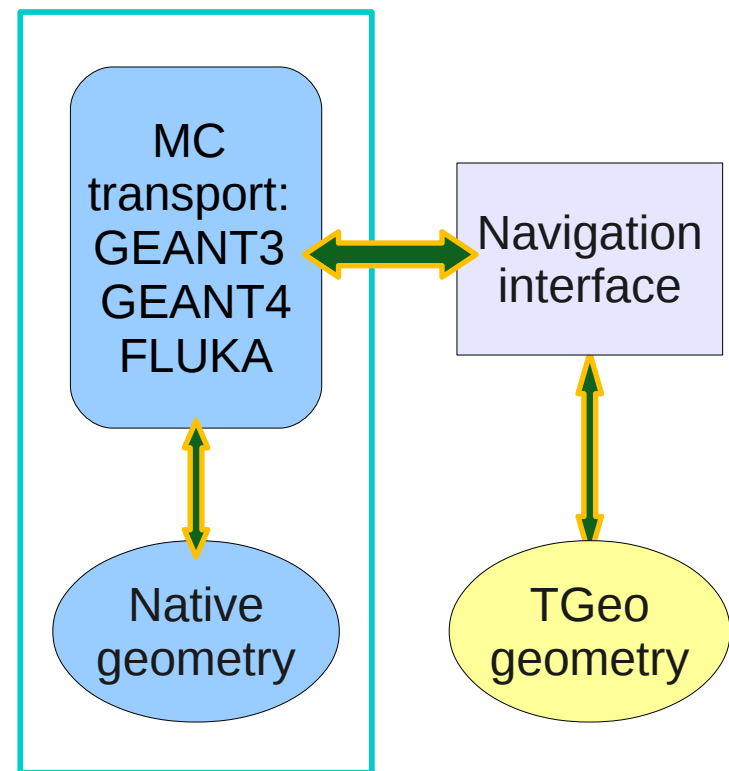 MC
transport:
GEANT3
GEANT4
FLUKA
Navigation
interface
Native
geometry
TGeo
geometry